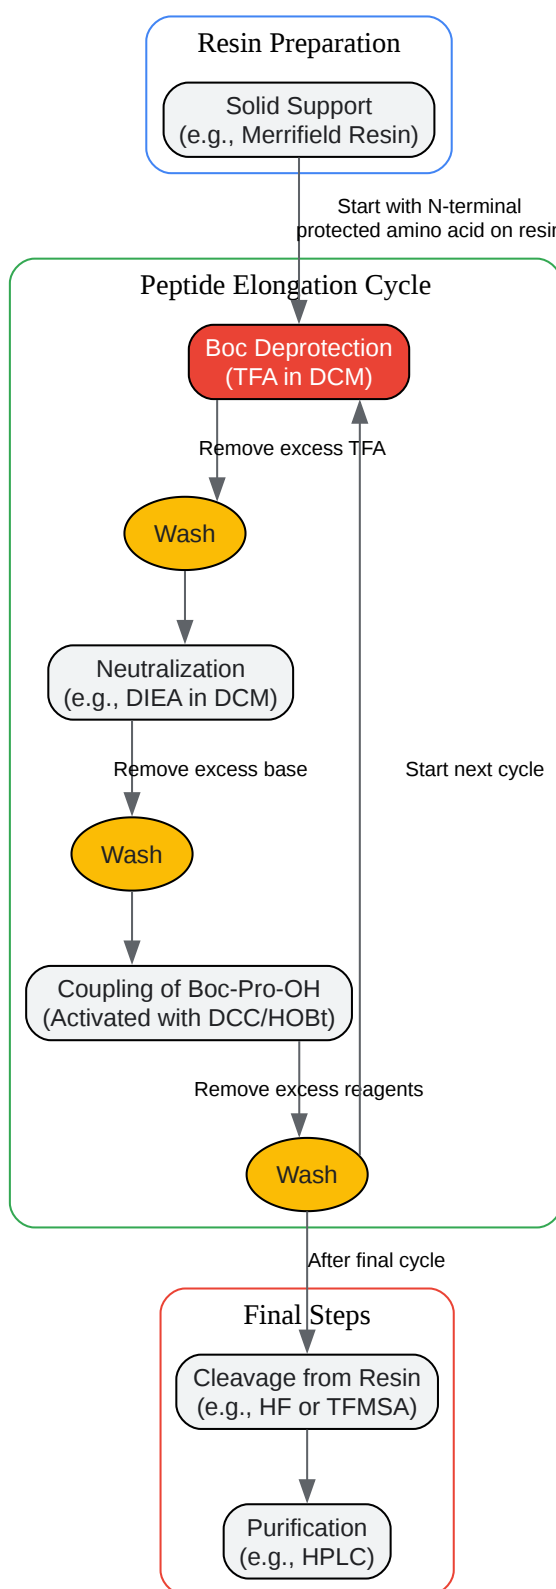 Resin Preparation
Solid Support
(e.g., Merrifield Resin)
Start with N-terminal
protected amino acid on resin
Peptide Elongation Cycle
Boc Deprotection
(TFA in DCM)
Remove excess TFA
Wash
Neutralization
(e.g., DIEA in DCM)
Remove excess base
Start next cycle
Wash
Coupling of Boc-Pro-OH
(Activated with DCC/HOBt)
Remove excess reagents
Wash
After final cycle
Final Steps
Cleavage from Resin
(e.g., HF or TFMSA)
Purification
(e.g., HPLC)